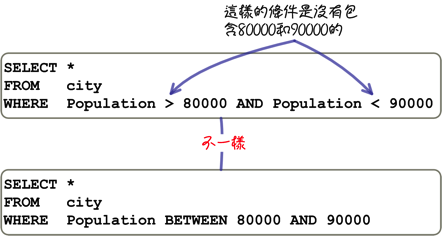 這樣的條件是沒有包
含80000和90000的
SELECT *
FROM city
WHERE Population > 80000 AND Population < 90000
不一樣
SELECT *
FROM city
WHERE Population BETWEEN 80000 AND 90000